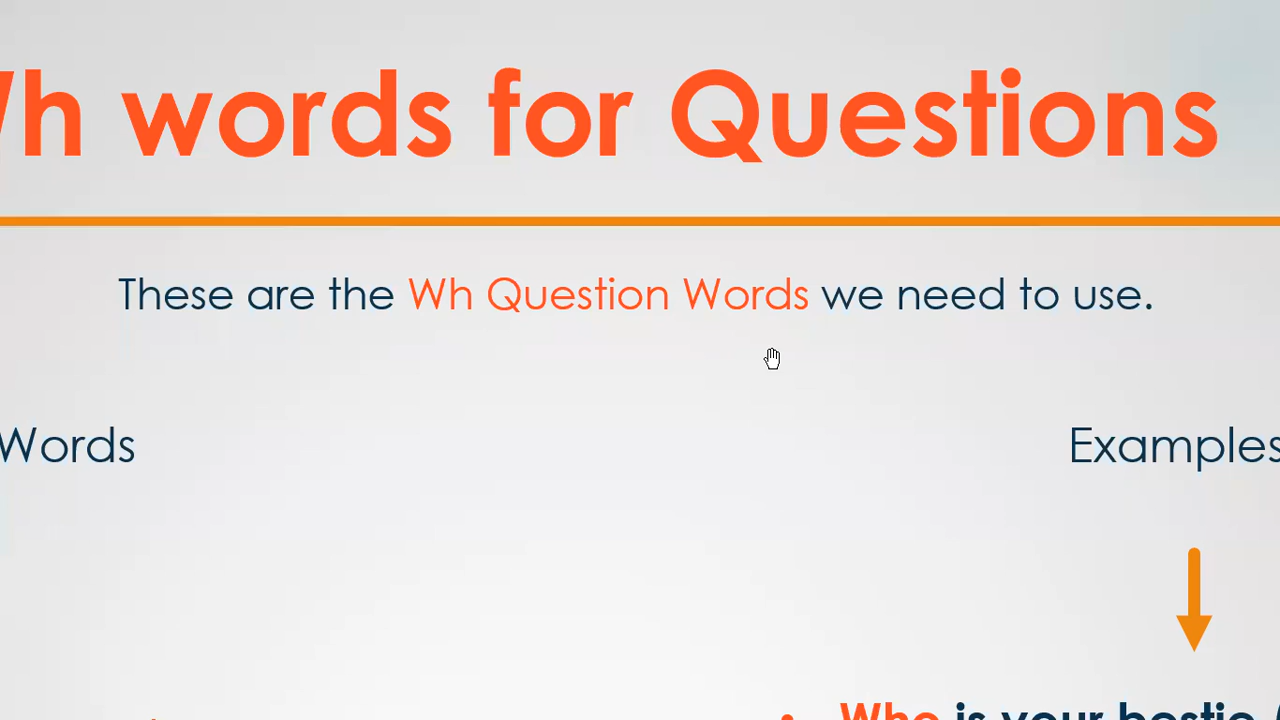 Wh words for Questions
These are the Wh Question Words we need to use.
Words
Examples
Who is your bestie